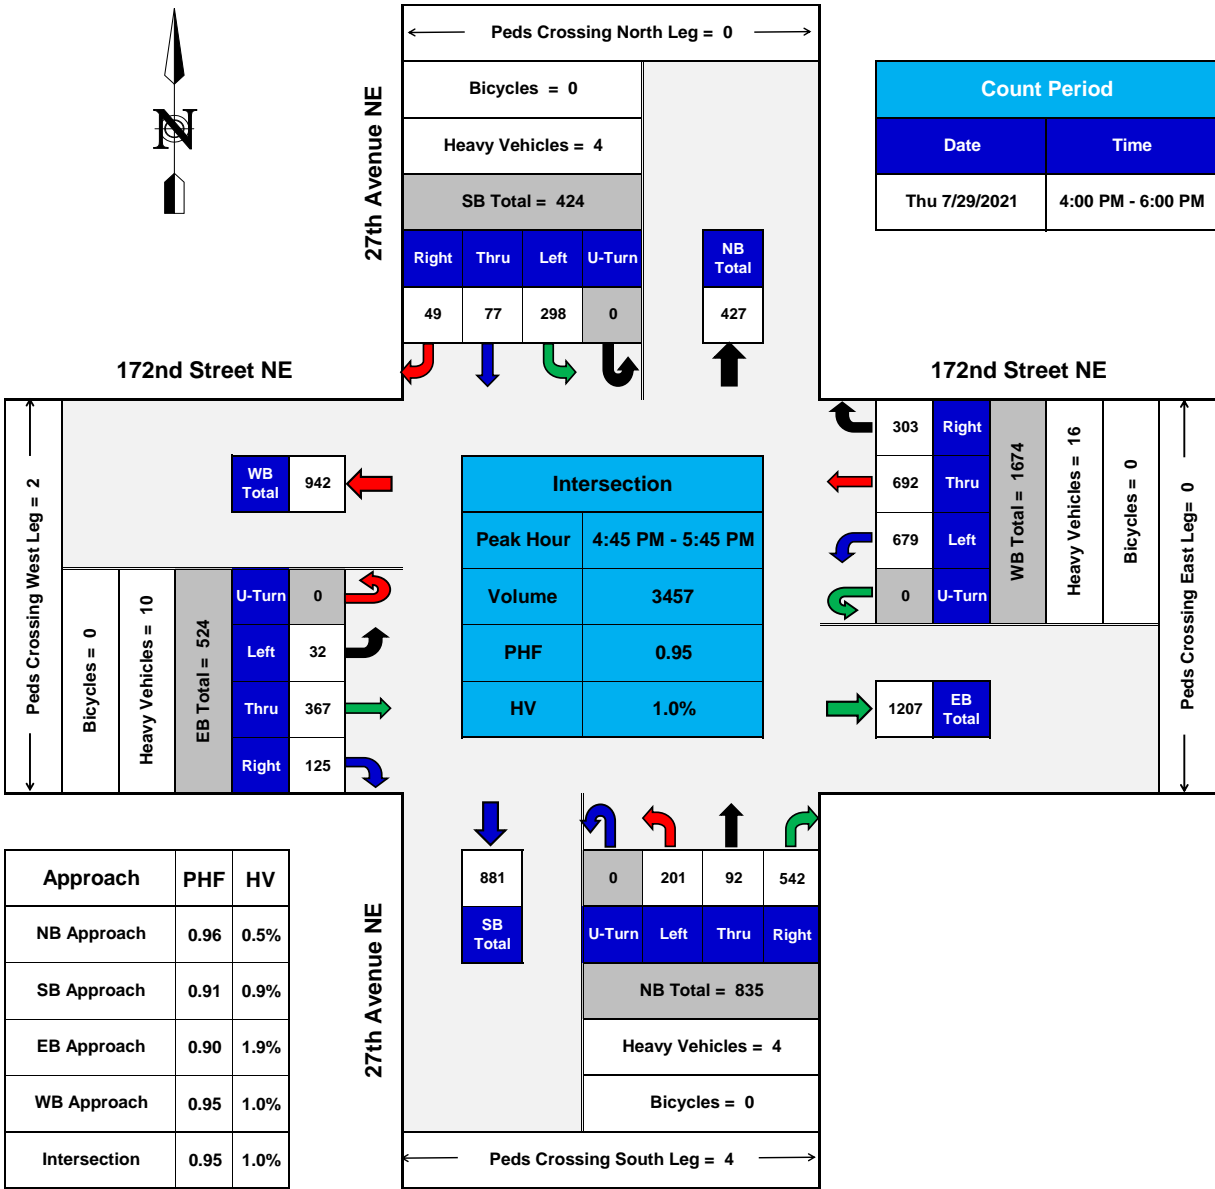 Peds Crossing North Leg = 0
N
27th Avenue NE
Bicycles = 0
Heavy Vehicles = 4
SB Total = 424
Right Thru Left U-Turn
49 77 298 0
NB
Total
427
Count Period
Date Time
Thu 7/29/2021 4:00 PM - 6:00 PM
172nd Street NE
172nd Street NE
Peds Crossing West Leg = 2
WB
Total
942
Bicycles = 0
Heavy Vehicles = 10
EB Total = 524
U-Turn 0
Left 32
Thru 367
Right 125
Intersection
Peak Hour 4:45 PM - 5:45 PM
Volume 3457
PHF 0.95
HV 1.0%
303 Right
692 Thru
679 Left
0 U-Turn
WB Total = 1674
Heavy Vehicles = 16
Bicycles = 0
Peds Crossing East Leg= 0
1207
EB
Total
Approach PHF HV
NB Approach 0.96 0.5%
SB Approach 0.91 0.9%
EB Approach 0.90 1.9%
WB Approach 0.95 1.0%
Intersection 0.95 1.0%
27th Avenue NE
881
SB
Total
0 201 92 542
U-Turn Left Thru Right
NB Total = 835
Heavy Vehicles = 4
Bicycles = 0
Peds Crossing South Leg = 4